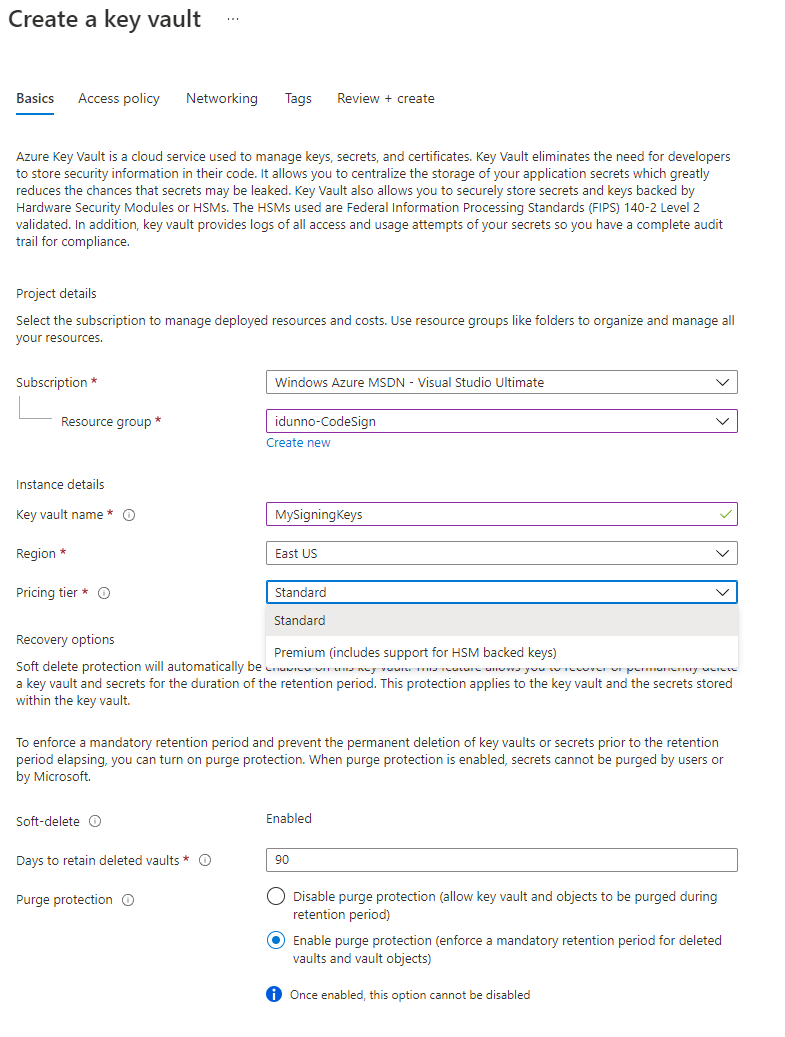 Create a key vault ...
Basics Access policy Networking Tags Review + create
Azure Key Vault is a cloud service used to manage keys, secrets, and certificates. Key Vault eliminates the need for developers
to store security information in their code. It allows you to centralize the storage of your application secrets which greatly
reduces the chances that secrets may be leaked. Key Vault also allows you to securely store secrets and keys backed by
Hardware Security Modules or HSMs. The HSMs used are Federal Information Processing Standards (FIPS) 140-2 Level 2
validated. In addition, key vault provides logs of all access and usage attempts of your secrets so you have a complete audit
trail for compliance.
Project details
Select the subscription to manage deployed resources and costs. Use resource groups like folders to organize and manage all
your resources.
Subscription * Windows Azure MSDN - Visual Studio Ultimate
Resource group * idunno-CodeSign
Create new
Instance details
Key vault name * MySigningKeys
Region * East US
Pricing tier * Standard
Standard
Premium (includes support for HSM backed keys)
Recovery options
Soft delete protection will automatically be enabled on this key vault. This feature allows you to recover or permanently delete
a key vault and secrets for the duration of the retention period. This protection applies to the key vault and the secrets stored
within the key vault.
To enforce a mandatory retention period and prevent the permanent deletion of key vaults or secrets prior to the retention
period elapsing, you can turn on purge protection. When purge protection is enabled, secrets cannot be purged by users or
by Microsoft.
Soft-delete Enabled
Days to retain deleted vaults * 90
Purge protection
Disable purge protection (allow key vault and objects to be purged during
retention period)
Enable purge protection (enforce a mandatory retention period for deleted
vaults and vault objects)
Once enabled, this option cannot be disabled